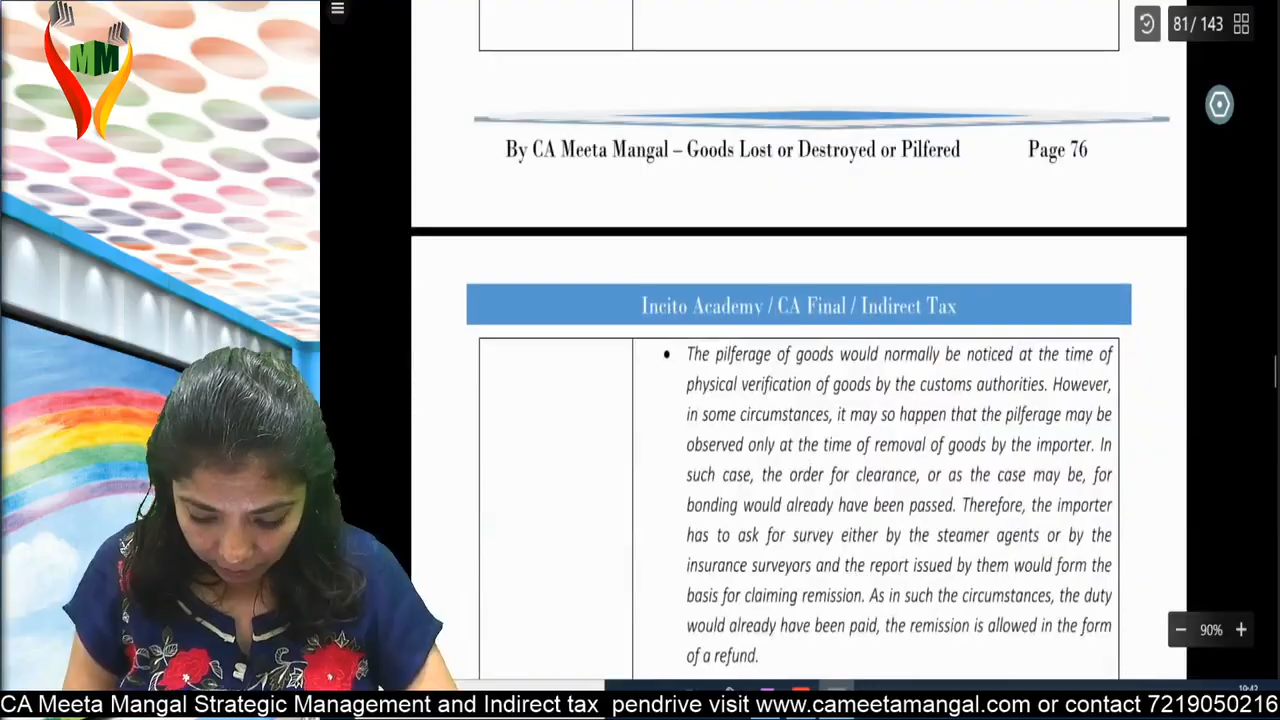 MM
81/ 143
By CA Meeta Mangal – Goods Lost or Destroyed or Pilfered Page 76
Incito Academy / CA Final / Indirect Tax
• The pilferage of goods would normally be noticed at the time of
physical verification of goods by the customs authorities. However,
in some circumstances, it may so happen that the pilferage may be
observed only at the time of removal of goods by the importer. In
such case, the order for clearance, or as the case may be, for
bonding would already have been passed. Therefore, the importer
has to ask for survey either by the steamer agents or by the
insurance surveyors and the report issued by them would form the
basis for claiming remission. As in such the circumstances, the duty
would already have been paid, the remission is allowed in the form
of a refund.
− 90% +
CA Meeta Mangal Strategic Management and Indirect tax pendrive visit www.cameetamangal.com or contact 7219050216